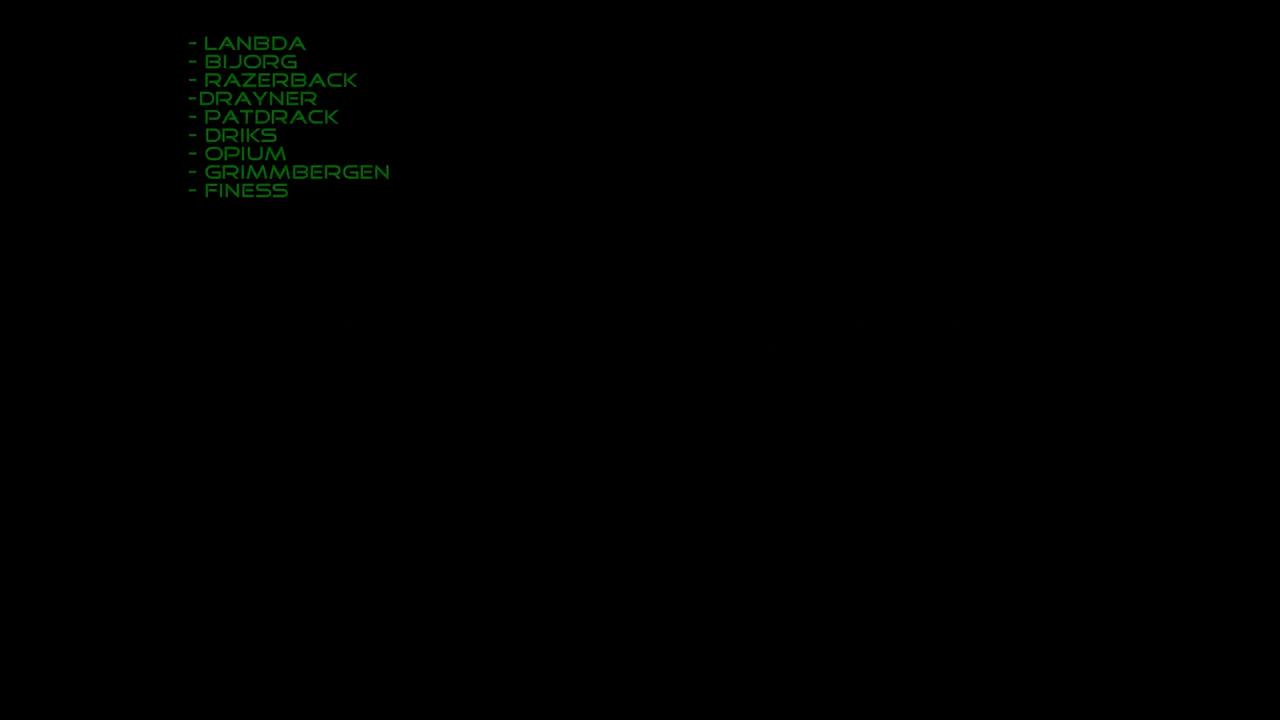 - LANBDA
- BIJORG
- RAZERBACK
-DRAYNER
- PATDRACK
- DRIKS
- OPIUM
- GRIMMBERGEN
- FINESS